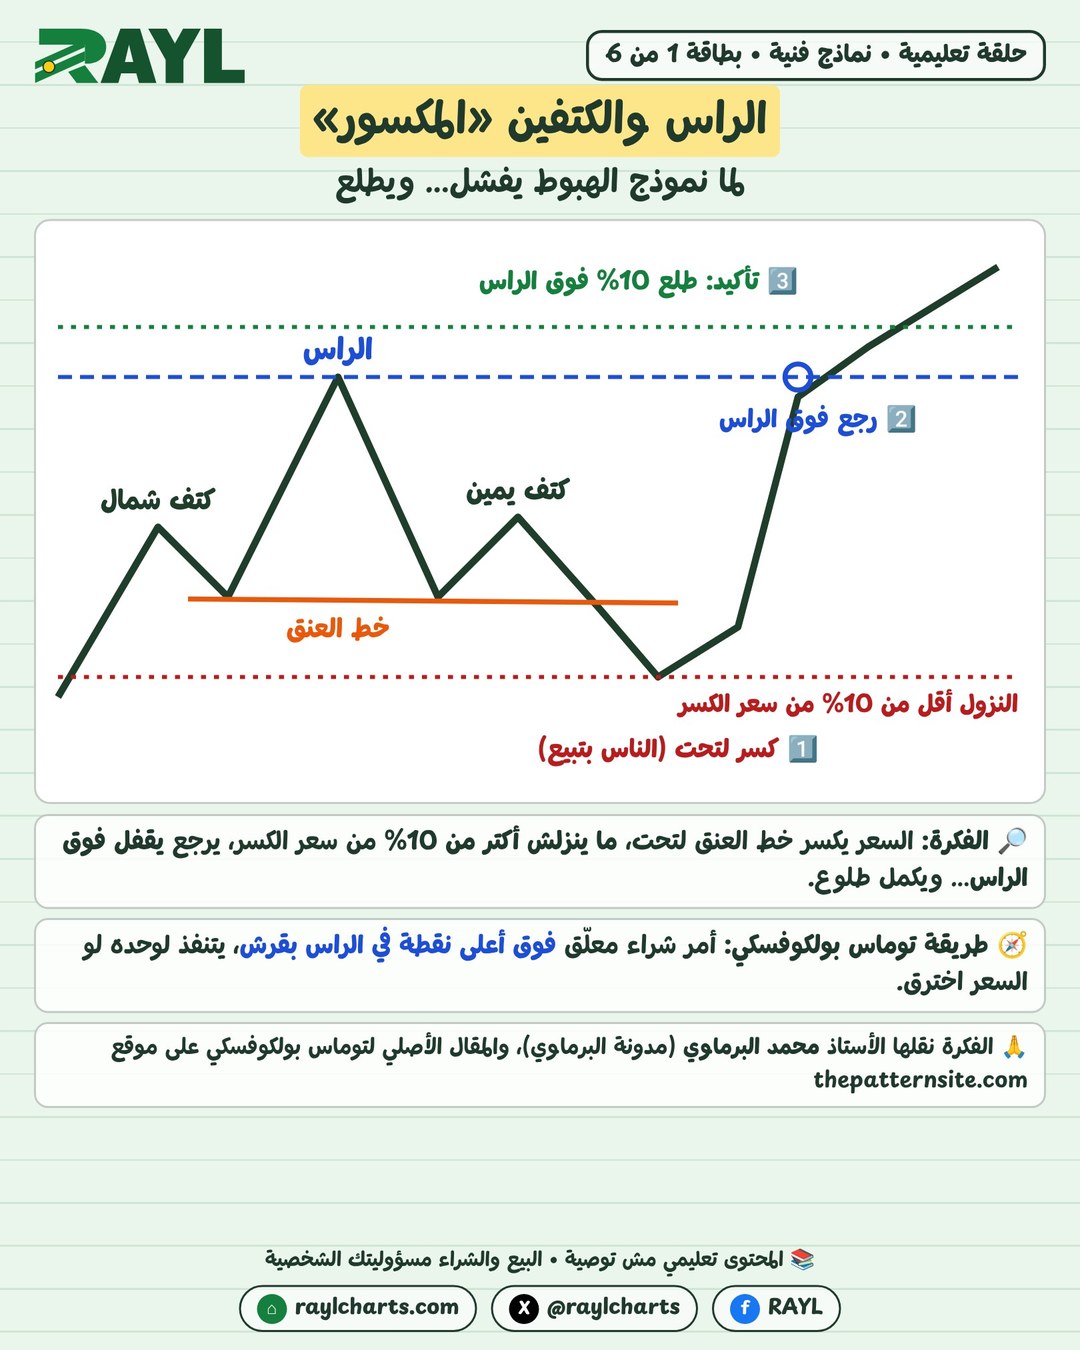 RAYL
حلقة تعليمية • نماذج فنية • بطاقة 1 من 6
الراس والكتفين «المكسور»
لما نموذج الهبوط يفشل... ويطلع
3 تأكيد: طلع 10% فوق الراس
الراس
2 رجع فوق الراس
كتف شمال
كتف يمين
خط العنق
النزول أقل من 10% من سعر الكسر
1 كسر لتحت (الناس بتبيع)
🔎 الفكرة: السعر يكسر خط العنق لتحت، ما ينزلش أكتر من 10% من سعر الكسر، يرجع يقفل فوق
الراس... ويكمل طلوع.
🧭 طريقة توماس بولكوفسكي: أمر شراء معلّق فوق أعلى نقطة في الراس بقرش، يتنفذ لوحده لو
السعر اخترق.
🙏 الفكرة نقلها الأستاذ محمد البرماوي (مدونة البرماوي)، والمقال الأصلي لتوماس بولكوفسكي على موقع
thepatternsite.com
📚 المحتوى تعليمي مش توصية • البيع والشراء مسؤوليتك الشخصية
raylcharts.com
X @raylcharts
f RAYL